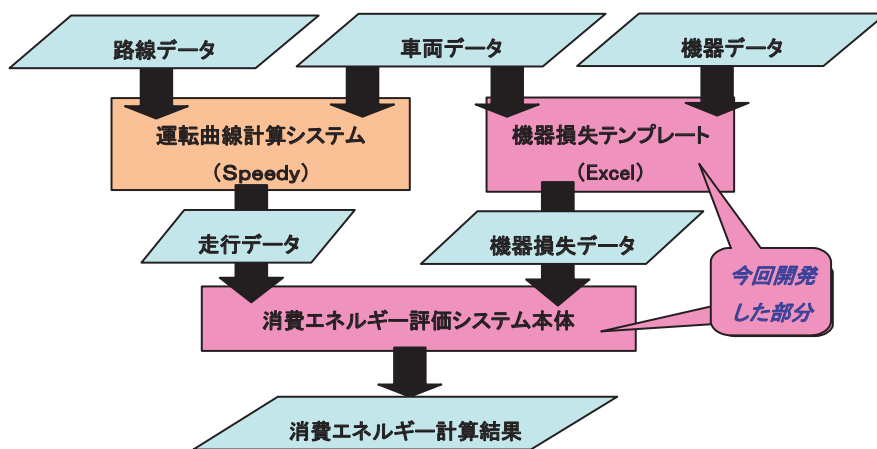 路線データ
車両データ
機器データ
運転曲線計算システム
（Speedy）
機器損失テンプレート
（Excel）
走行データ
機器損失データ
今回開発
した部分
消費エネルギー評価システム本体
消費エネルギー計算結果